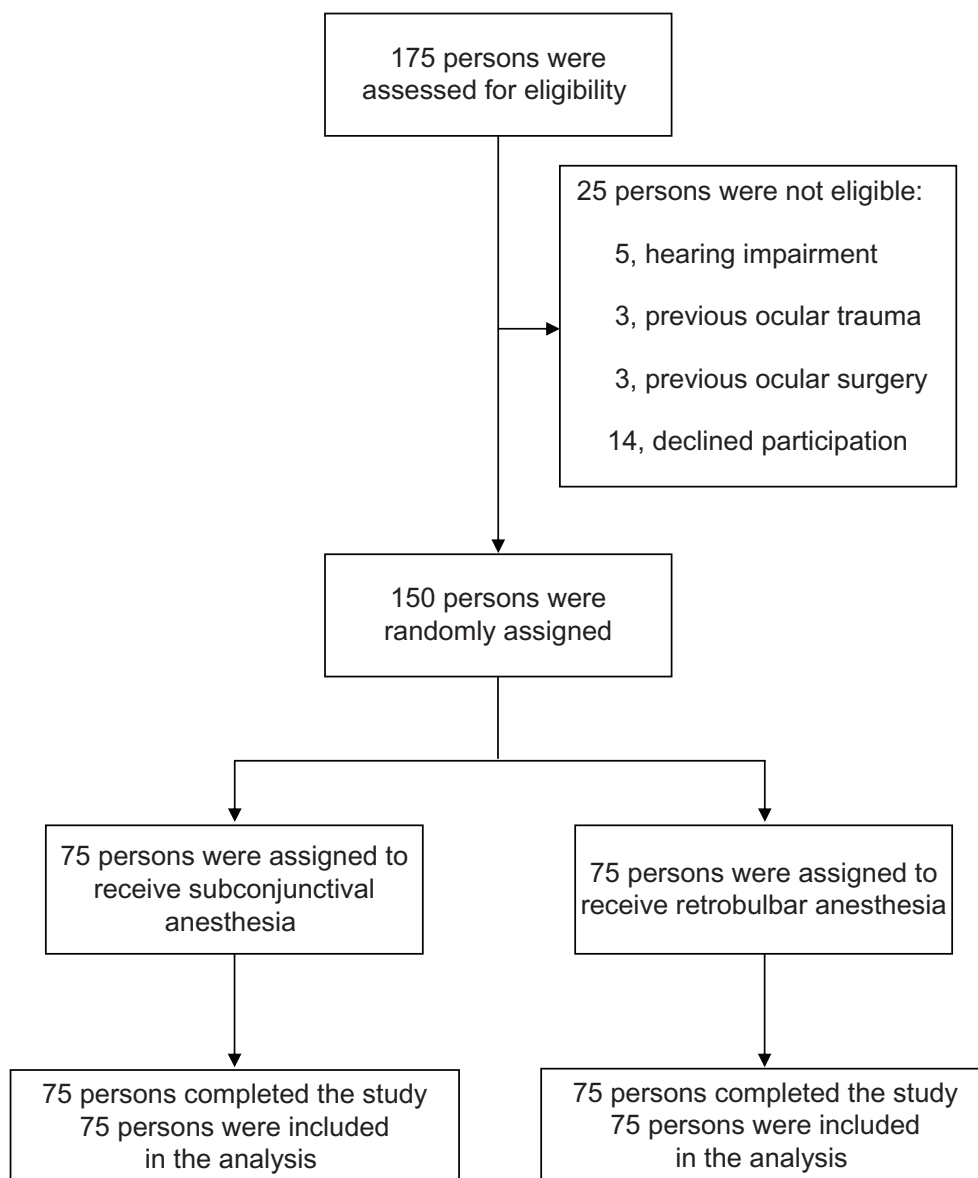 175 persons were
assessed for eligibility
25 persons were not eligible:
5, hearing impairment
3, previous ocular trauma
3, previous ocular surgery
14, declined participation
150 persons were
randomly assigned
75 persons were assigned to
receive subconjunctival
anesthesia
75 persons were assigned to
receive retrobulbar anesthesia
75 persons completed the study
75 persons were included
in the analysis
75 persons completed the study
75 persons were included
in the analysis